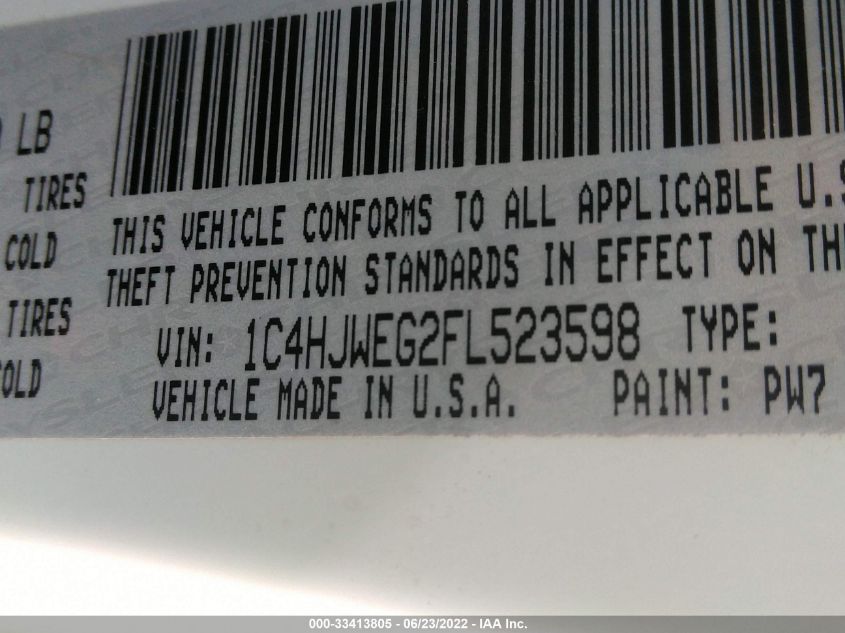 LB
TIRES
COLD
TIRES
COLD
THIS VEHICLE CONFORMS TO ALL APPLICABLE U.S
THEFT PREVENTION STANDARDS IN EFFECT ON TH
VIN: 1C4HJWEG2FL523598 TYPE:
VEHICLE MADE IN U.S.A. PAINT: PW7
000-33413805 - 06/23/2022 - IAA Inc.